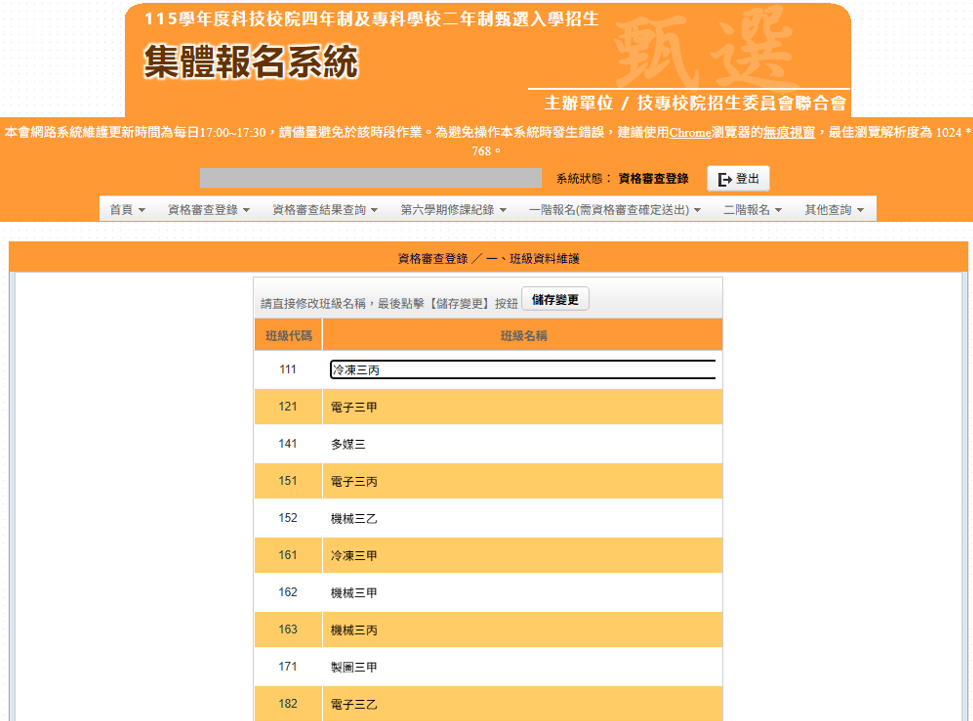 115學年度科技校院四年制及專科學校二年制甄選入學招生
甄選
集體報名系統
主辦單位 / 技專校院招生委員會聯合會
本會網路系統維護更新時間為每日17:00~17:30，請儘量避免於該時段作業。為避免操作本系統時發生錯誤，建議使用Chrome瀏覽器的無痕視窗，最佳瀏覽解析度為 1024 *
768。
系統狀態： 資格審查登錄 登出
首頁 資格審查登錄 資格審查結果查詢 第六學期修課紀錄 一階報名(需資格審查確定送出) 二階報名 其他查詢
資格審查登錄 ／ 一、班級資料維護
請直接修改班級名稱，最後點擊【儲存變更】按鈕 儲存變更
班級代碼 班級名稱
111 冷凍三丙
121 電子三甲
141 多媒三
151 電子三丙
152 機械三乙
161 冷凍三甲
162 機械三甲
163 機械三丙
171 製圖三甲
182 電子三乙